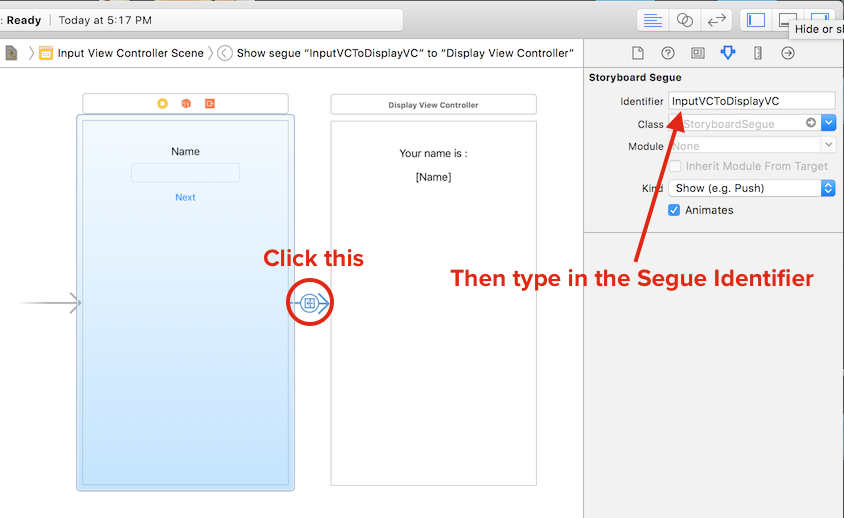 : Ready | Today at 5:17 PM
Hide or sl
Input View Controller Scene
Show segue “InputVCToDisplayVC” to “Display View Controller”
Storyboard Segue
Identifier InputVCToDisplayVC
Class StoryboardSegue
Module None
Inherit Module From Target
Kind Show (e.g. Push)
Animates
Display View Controller
Name
Next
Your name is :
[Name]
Click this
Then type in the Segue Identifier